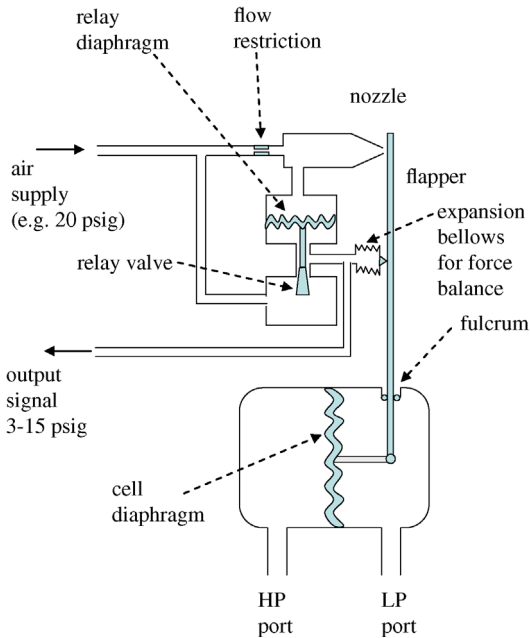 relay
diaphragm
flow
restriction
nozzle
air
supply
(e.g. 20 psig)
flapper
expansion
bellows
for force
balance
relay valve
fulcrum
output
signal
3-15 psig
cell
diaphragm
HP
port
LP
port